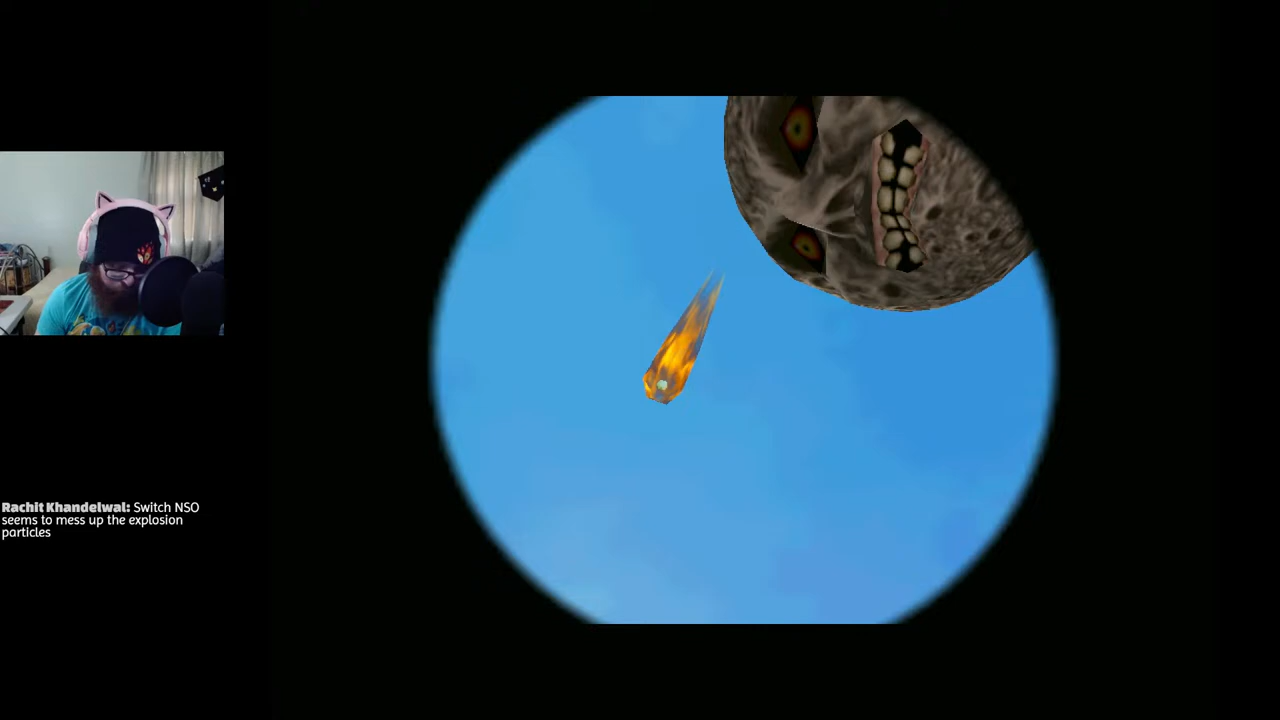 Rachit Khandelwal: Switch NSO
seems to mess up the explosion
particles